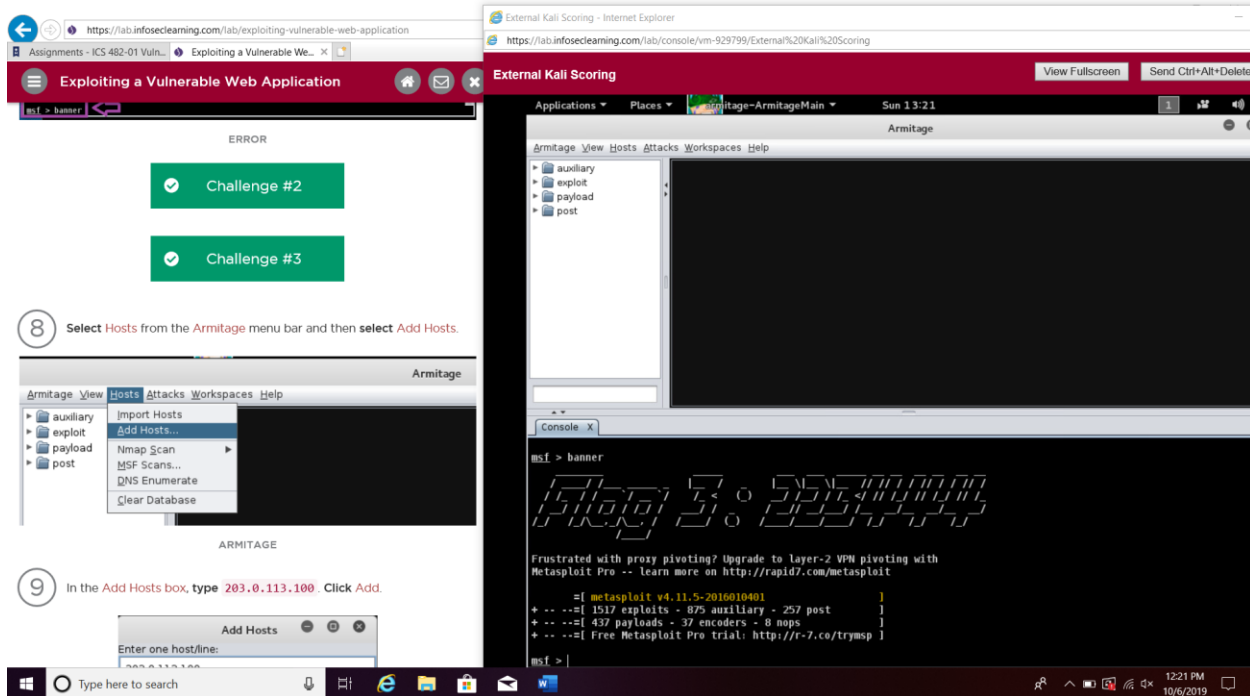 https://lab.infoseclearning.com/lab/exploiting-vulnerable-web-application
Assignments - ICS 482-01 Vuln...
Exploiting a Vulnerable We...
Exploiting a Vulnerable Web Application
msf > banner
ERROR
Challenge #2
Challenge #3
8
Select Hosts from the Armitage menu bar and then select Add Hosts.
Armitage
Armitage View Hosts Attacks Workspaces Help
auxiliary
exploit
payload
post
Import Hosts
Add Hosts...
Nmap Scan
MSF Scans...
DNS Enumerate
Clear Database
ARMITAGE
9
In the Add Hosts box, type 203.0.113.100 . Click Add.
Add Hosts
Enter one host/line:
203.0.113.100
External Kali Scoring - Internet Explorer
https://lab.infoseclearning.com/lab/console/vm-929799/External%20Kali%20Scoring
External Kali Scoring
View Fullscreen
Send Ctrl+Alt+Delete
Applications
Places
armitage-ArmitageMain
Sun 13:21
1
Armitage
Armitage View Hosts Attacks Workspaces Help
auxiliary
exploit
payload
post
Console X
msf > banner
Frustrated with proxy pivoting? Upgrade to layer-2 VPN pivoting with
Metasploit Pro -- learn more on http://rapid7.com/metasploit
=[ metasploit v4.11.5-2016010401 ]
+ -- --=[ 1517 exploits - 875 auxiliary - 257 post ]
+ -- --=[ 437 payloads - 37 encoders - 8 nops ]
+ -- --=[ Free Metasploit Pro trial: http://r-7.co/trymsp ]
msf >
Type here to search
12:21 PM
10/6/2019